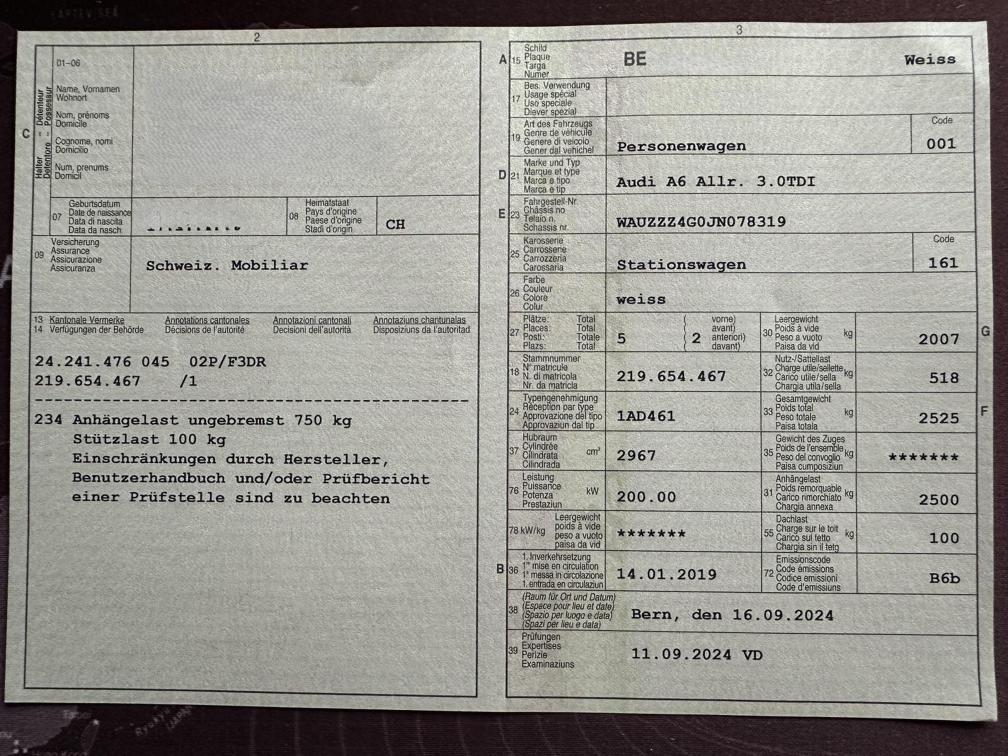 2
01-06
Name, Vornamen
Wohnort
Nom, prénoms
Domicile
Cognome, nomi
Domicilio
Num, prenums
Domicil
C
Halter – Détenteur
Detentore – Possessur
07
Geburtsdatum
Date de naissance
Data di nascita
Data da nasch.
08
Heimatstaat
Pays d'origine
Paese d'origine
Stadi d'origin
CH
09
Versicherung
Assurance
Assicurazione
Assicuranza
Schweiz. Mobiliar
13 Kantonale Vermerke Annotations cantonales Annotazioni cantonali Annotaziuns chantunalas
14 Verfügungen der Behörde Décisions de l'autorité Decisioni dell'autorità Disposiziuns da l'autoritad
24.241.476 045 02P/F3DR
219.654.467 /1
234 Anhängelast ungebremst 750 kg
Stützlast 100 kg
Einschränkungen durch Hersteller,
Benutzerhandbuch und/oder Prüfbericht
einer Prüfstelle sind zu beachten
3
A 15
Schild
Plaque
Targa
Numer
BE Weiss
17
Bes. Verwendung
Usage spécial
Uso speciale
Diever spezial
19
Art des Fahrzeugs
Genre de véhicule
Genere di veicolo
Gener dal vehichel
Personenwagen
Code
001
D 21
Marke und Typ
Marque et type
Marca e tipo
Marca e tip
Audi A6 Allr. 3.0TDI
E 23
Fahrgestell-Nr.
Châssis no
Telaio n.
Schassis nr.
WAUZZZ4G0JN078319
25
Karosserie
Carrosserie
Carrozzeria
Carossaria
Stationswagen
Code
161
26
Farbe
Couleur
Colore
Colur
weiss
27
Plätze: Total
Places: Total
Posti: Totale
Plazs: Total
5
( vorne)
( avant)
2 anteriori)
( davant)
30
Leergewicht
Poids à vide
Peso a vuoto
Paisa da vid
kg
2007
G
18
Stammnummer
N° matricule
N. di matricola
Nr. da matricla
219.654.467
32
Nutz-/Sattellast
Charge utile/sellette
Carico utile/sella
Chargia utila/sella
kg
518
24
Typengenehmigung
Réception par type
Approvazione del tipo
Approvaziun dal tip
1AD461
33
Gesamtgewicht
Poids total
Peso totale
Paisa totala
kg
2525
F
37
Hubraum
Cylindrée
Cilindrata
Cilindrada
cm³
2967
35
Gewicht des Zuges
Poids de l'ensemble
Peso del convoglio
Paisa cumposiziun
kg
*******
76
Leistung
Puissance
Potenza
Prestaziun
kW
200.00
31
Anhängelast
Poids remorquable
Carico rimorchiato
Chargia annexa
kg
2500
78 kW/kg
Leergewicht
poids à vide
peso a vuoto
paisa da vid
*******
55
Dachlast
Charge sur le toit
Carico sul tetto
Chargia sin il tetg
kg
100
B 36
1. Inverkehrsetzung
1re mise en circulation
1a messa in circolazione
1. entrada en circulaziun
14.01.2019
72
Emissionscode
Code émissions
Codice emissioni
Code d'emissiuns
B6b
38
(Raum für Ort und Datum)
(Espace pour lieu et date)
(Spazio per luogo e data)
(Spazi per lieu e data)
Bern, den 16.09.2024
39
Prüfungen
Expertises
Perizie
Examinaziuns
11.09.2024 VD